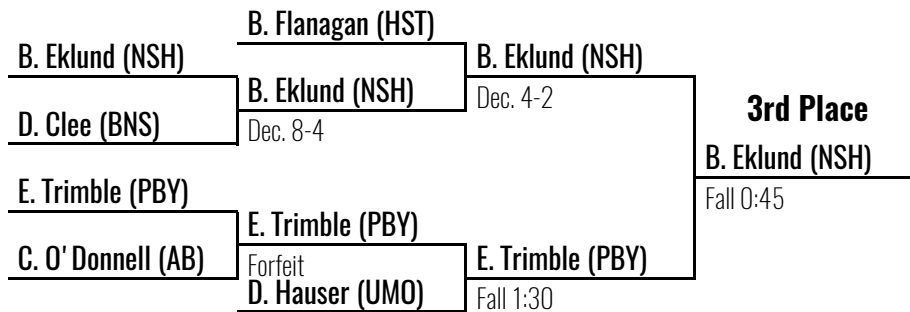 B. Flanagan (HST)
B. Eklund (NSH)
B. Eklund (NSH)
B. Eklund (NSH)
Dec. 4-2
D. Clee (BNS)
Dec. 8-4
3rd Place
B. Eklund (NSH)
Fall 0:45
E. Trimble (PBY)
E. Trimble (PBY)
C. O'Donnell (AB)
Forfeit
E. Trimble (PBY)
D. Hauser (UMO)
Fall 1:30